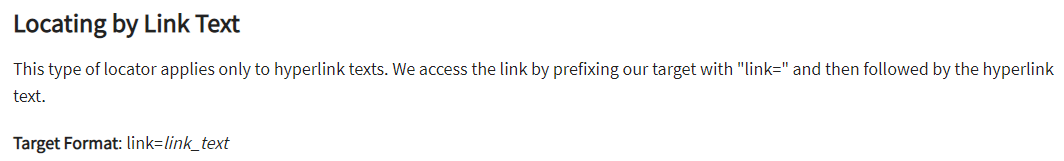 Locating by Link Text
This type of locator applies only to hyperlink texts. We access the link by prefixing our target with "link=" and then followed by the hyperlink
text.
Target Format: link=link_text